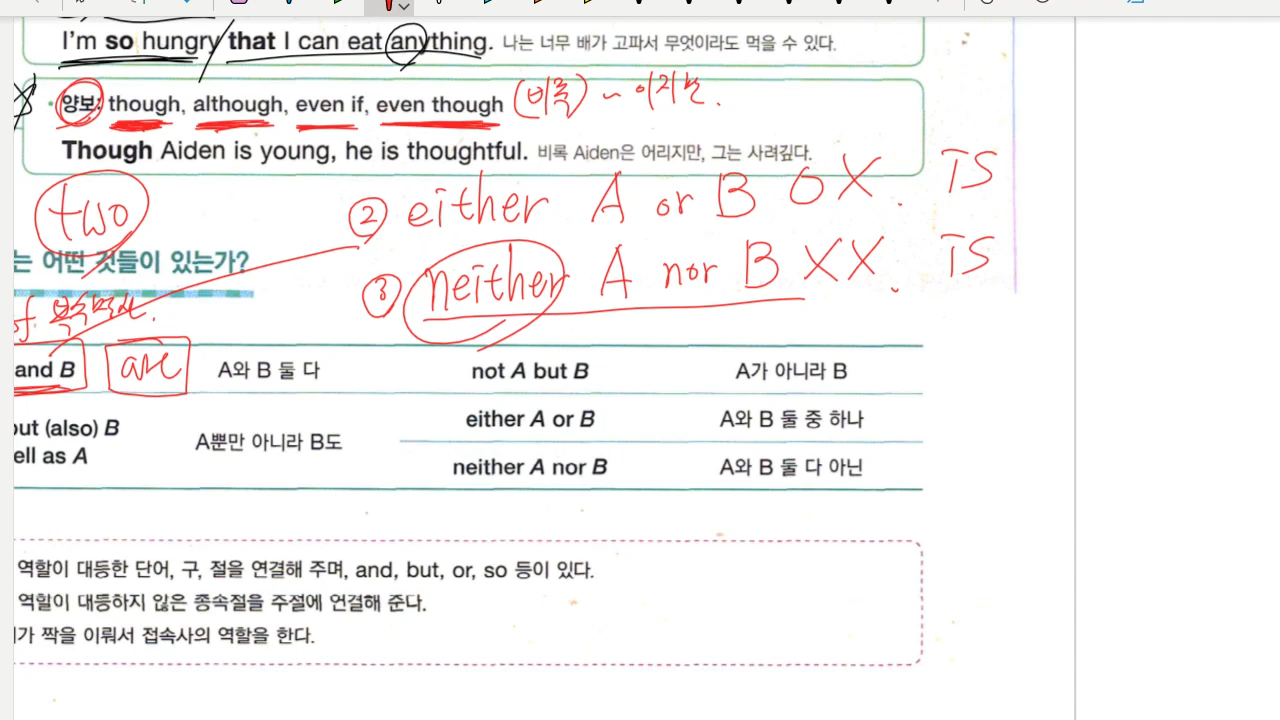 I'm so hungry that I can eat anything. 나는 너무 배가 고파서 무엇이라도 먹을 수 있다.
양보: though, although, even if, even though (비록) ~ 이지만.
Though Aiden is young, he is thoughtful. 비록 Aiden은 어리지만, 그는 사려깊다.
two
② either A or B O X. is
는 어떤 것들이 있는가?
③ neither A nor B X X. is
of 복수명사.
and B are A와 B 둘 다 not A but B A가 아니라 B
out (also) B
ell as A
A뿐만 아니라 B도
either A or B A와 B 둘 중 하나
neither A nor B A와 B 둘 다 아닌
역할이 대등한 단어, 구, 절을 연결해 주며, and, but, or, so 등이 있다.
역할이 대등하지 않은 종속절을 주절에 연결해 준다.
가 짝을 이뤄서 접속사의 역할을 한다.